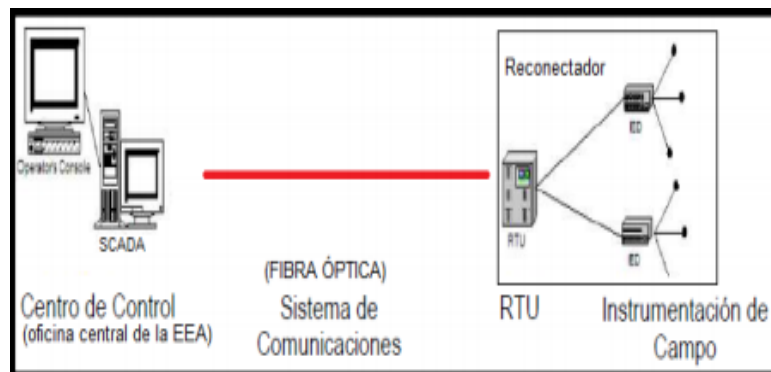 Reconectador
IED
Operators Console
RTU
SCADA
IED
(FIBRA ÓPTICA)
Centro de Control
(oficina central de la EEA)
Sistema de
Comunicaciones
RTU
Instrumentación de
Campo